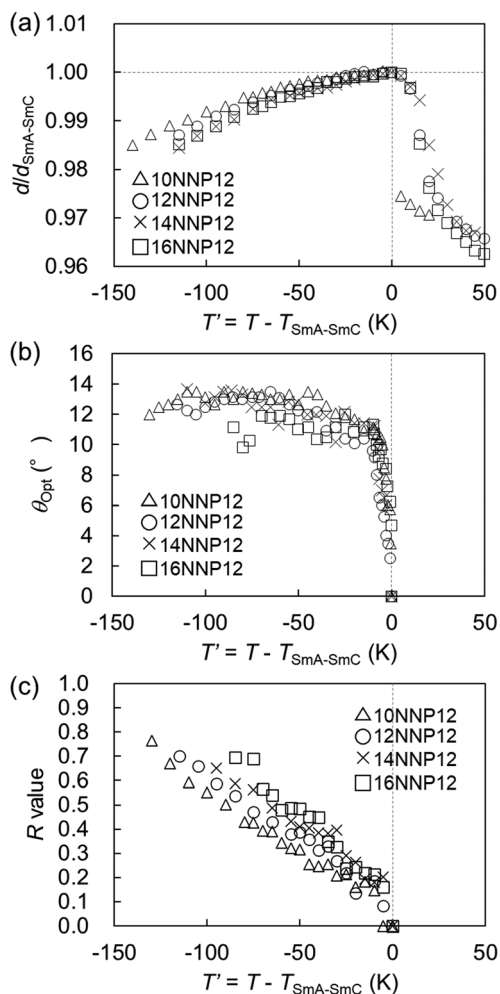 (a)
1.01
1.00
0.99
0.98
0.97
0.96
d/dSmA-SmC
△10NNP12
○12NNP12
×14NNP12
□16NNP12
-150 -100 -50 0 50
T' = T - TSmA-SmC (K)
(b)
16
14
12
10
8
6
4
2
0
θOpt (°)
△10NNP12
○12NNP12
×14NNP12
□16NNP12
-150 -100 -50 0 50
T' = T - TSmA-SmC (K)
(c)
1.0
0.9
0.8
0.7
0.6
0.5
0.4
0.3
0.2
0.1
0.0
R value
△10NNP12
○12NNP12
×14NNP12
□16NNP12
-150 -100 -50 0 50
T' = T - TSmA-SmC (K)